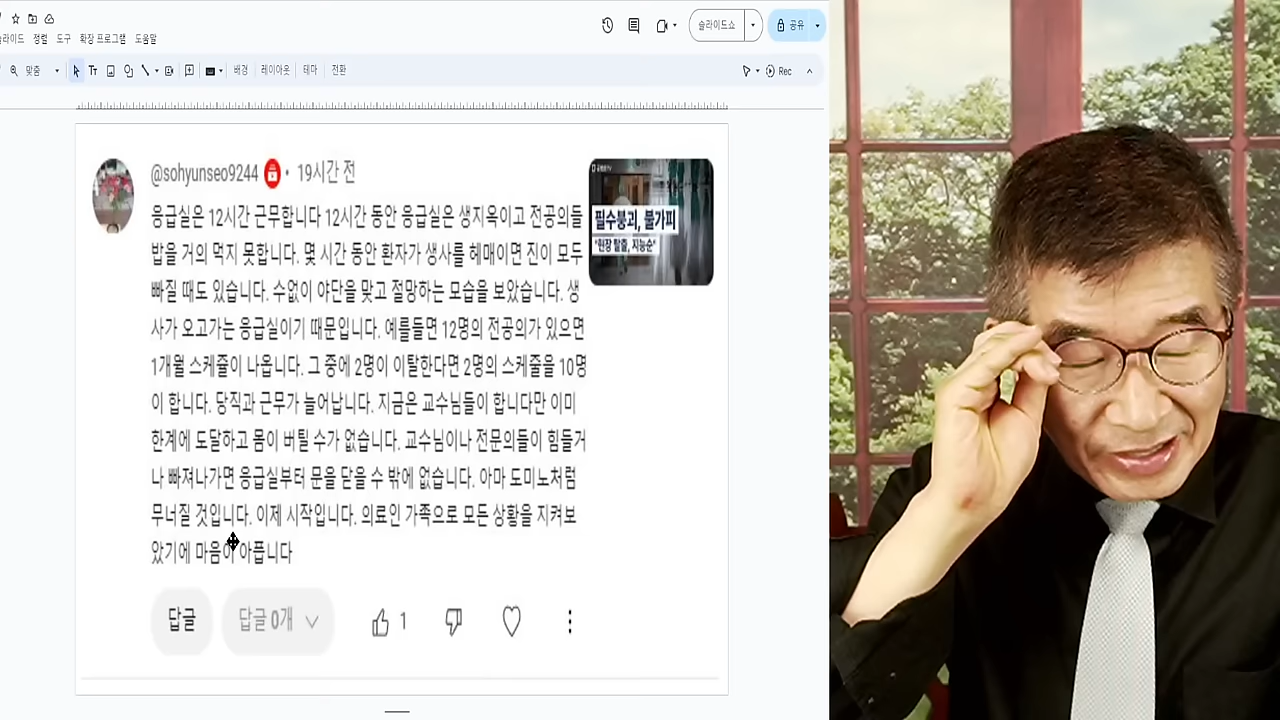 슬라이드쇼
공유
라이드 정렬 도구 확장 프로그램 도움말
맞춤
배경 레이아웃 테마 전환
Rec
@sohyunseo9244 · 19시간 전
응급실은 12시간 근무합니다 12시간 동안 응급실은 생지옥이고 전공의들
밥을 거의 먹지 못합니다. 몇 시간 동안 환자가 생사를 헤매이면 진이 모두
빠질 때도 있습니다. 수없이 야단을 맞고 절망하는 모습을 보았습니다. 생
사가 오고가는 응급실이기 때문입니다. 예를들면 12명의 전공의가 있으면
1개월 스케쥴이 나옵니다. 그 중에 2명이 이탈한다면 2명의 스케줄을 10명
이 합니다. 당직과 근무가 늘어납니다. 지금은 교수님들이 합니다만 이미
한계에 도달하고 몸이 버틸 수가 없습니다. 교수님이나 전문의들이 힘들거
나 빠져나가면 응급실부터 문을 닫을 수 밖에 없습니다. 아마 도미노처럼
무너질 것입니다. 이제 시작입니다. 의료인 가족으로 모든 상황을 지켜보
았기에 마음이 아픕니다
필수붕괴, 불가피
"현장 탈출, 지능순"
답글
답글 0개
1